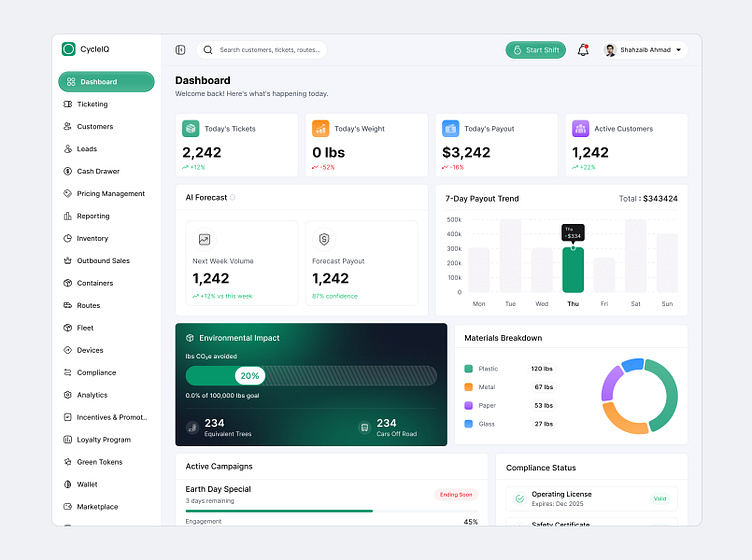 CycleIQ
Search customers, tickets, routes...
Start Shift
Shahzaib Ahmad
Dashboard
Ticketing
Customers
Leads
Cash Drawer
Pricing Management
Reporting
Inventory
Outbound Sales
Containers
Routes
Fleet
Devices
Compliance
Analytics
Incentives & Promot..
Loyalty Program
Green Tokens
Wallet
Marketplace
Dashboard
Welcome back! Here's what's happening today.
Today's Tickets
2,242
+12%
Today's Weight
0 lbs
-52%
Today's Payout
$3,242
-16%
Active Customers
1,242
+22%
AI Forecast
Next Week Volume
1,242
+12% vs this week
Forecast Payout
1,242
87% confidence
7-Day Payout Trend
Total : $343424
500k
400k
300k
200k
100k
0
Thu
-$334
Mon
Tue
Wed
Thu
Fri
Sat
Sun
Environmental Impact
lbs CO₂e avoided
20%
0.0% of 100,000 lbs goal
234
Equivalent Trees
234
Cars Off Road
Materials Breakdown
Plastic
120 lbs
Metal
67 lbs
Paper
53 lbs
Glass
27 lbs
Active Campaigns
Earth Day Special
3 days remaining
Ending Soon
Engagement
45%
Compliance Status
Operating License
Expires: Dec 2025
Valid
Safety Certificate